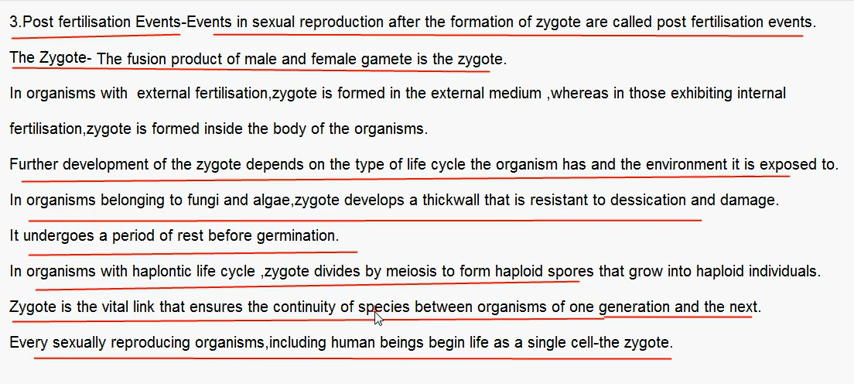 3.Post fertilisation Events-Events in sexual reproduction after the formation of zygote are called post fertilisation events.
The Zygote- The fusion product of male and female gamete is the zygote.
In organisms with external fertilisation,zygote is formed in the external medium ,whereas in those exhibiting internal
fertilisation,zygote is formed inside the body of the organisms.
Further development of the zygote depends on the type of life cycle the organism has and the environment it is exposed to.
In organisms belonging to fungi and algae,zygote develops a thickwall that is resistant to dessication and damage.
It undergoes a period of rest before germination.
In organisms with haplontic life cycle ,zygote divides by meiosis to form haploid spores that grow into haploid individuals.
Zygote is the vital link that ensures the continuity of species between organisms of one generation and the next.
Every sexually reproducing organisms,including human beings begin life as a single cell-the zygote.